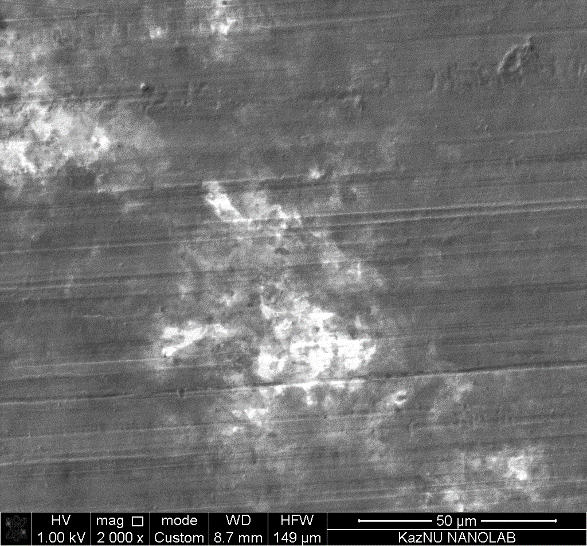 HV mag mode WD HFW 50 µm
1.00 kV 2 000 x Custom 8.7 mm 149 µm KazNU NANOLAB